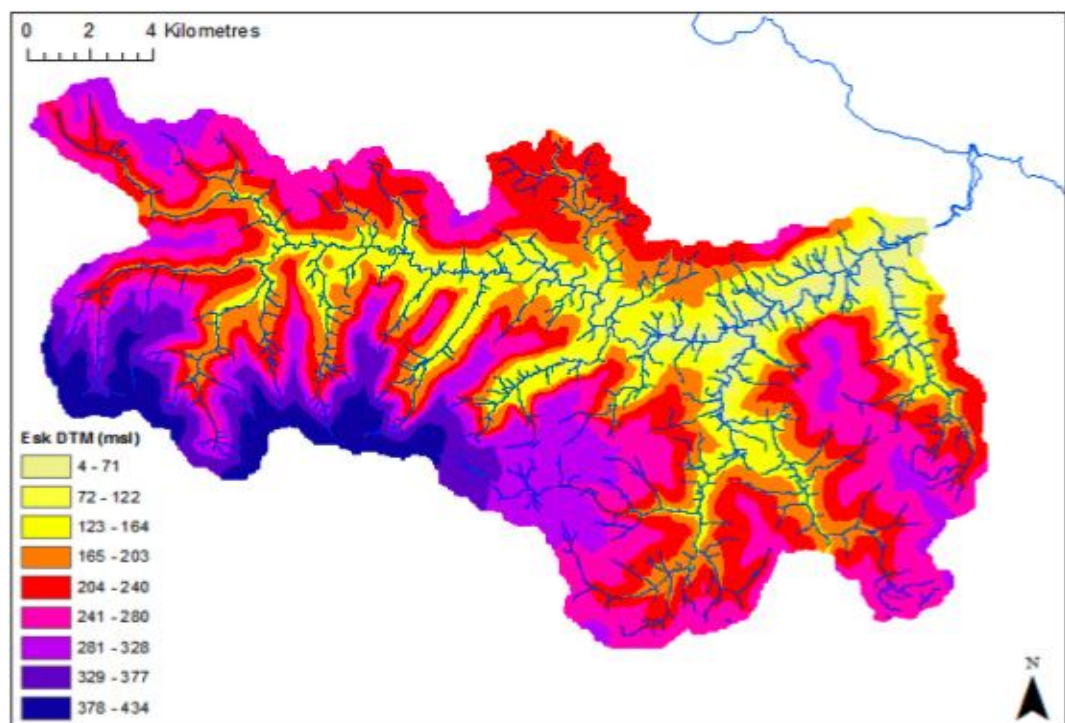 0 2 4 Kilometres
Esk DTM (msl)
4 - 71
72 - 122
123 - 164
165 - 203
204 - 240
241 - 280
281 - 328
329 - 377
378 - 434
N